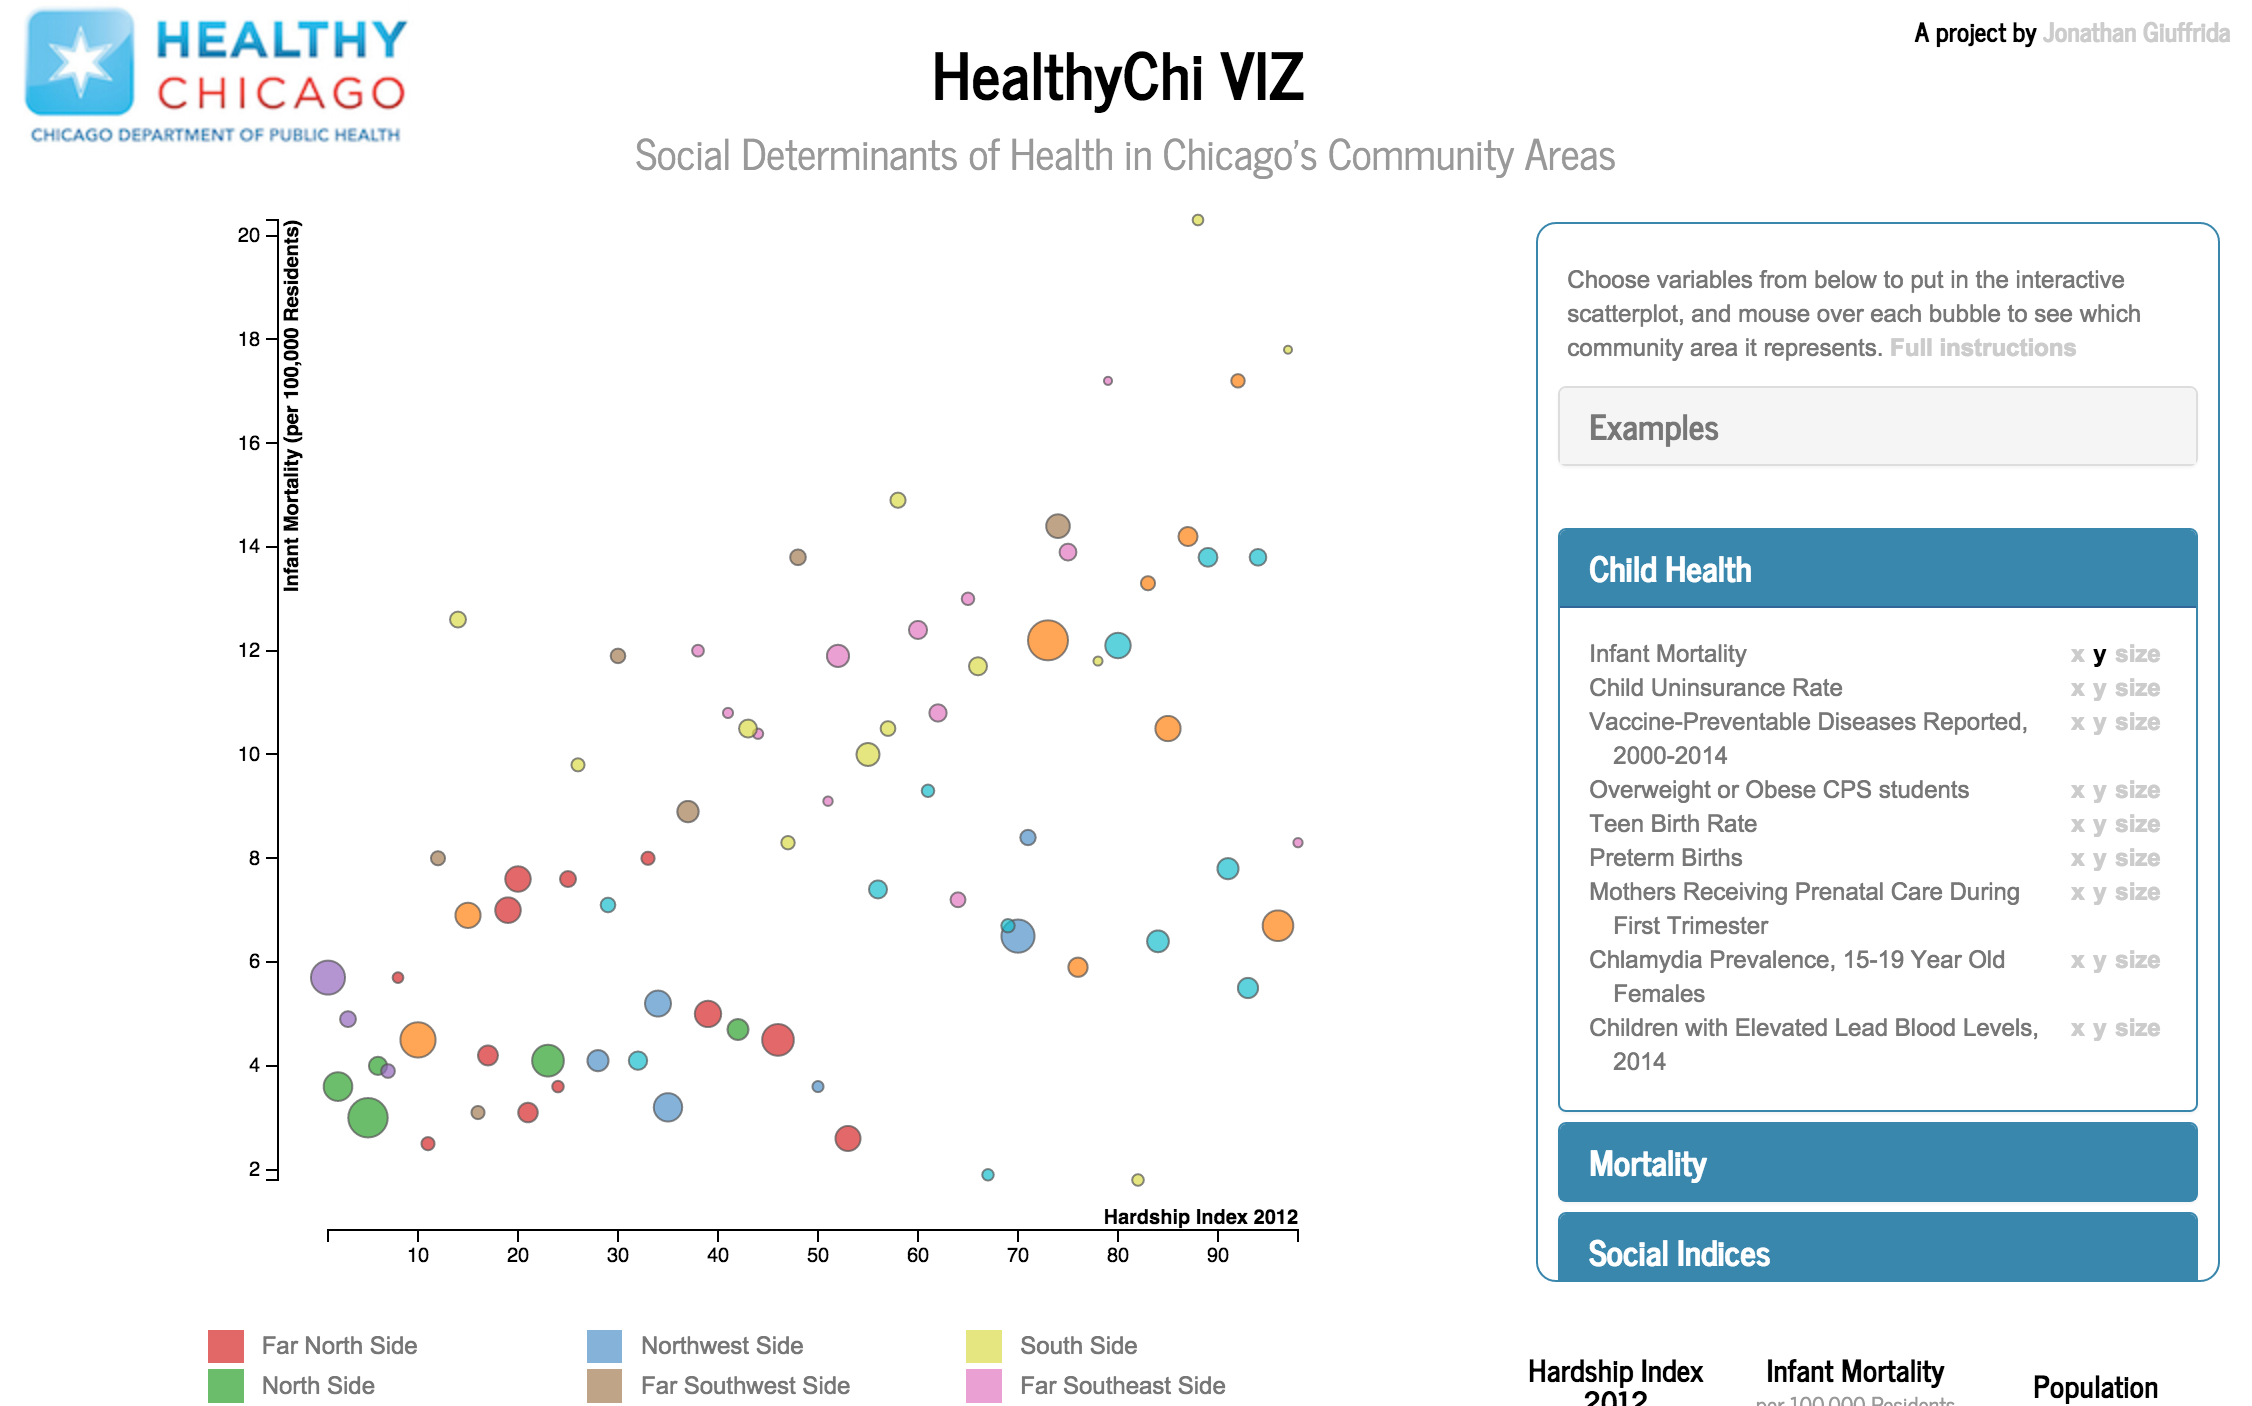 HEALTHY
CHICAGO
CHICAGO DEPARTMENT OF PUBLIC HEALTH
A project by Jonathan Giuffrida
HealthyChi VIZ
Social Determinants of Health in Chicago's Community Areas
Infant Mortality (per 100,000 Residents)
20
18
16
14
12
10
8
6
4
2
Hardship Index 2012
10 20 30 40 50 60 70 80 90
Choose variables from below to put in the interactive
scatterplot, and mouse over each bubble to see which
community area it represents. Full instructions
Examples
Child Health
Infant Mortality x y size
Child Uninsurance Rate x y size
Vaccine-Preventable Diseases Reported, x y size
2000-2014
Overweight or Obese CPS students x y size
Teen Birth Rate x y size
Preterm Births x y size
Mothers Receiving Prenatal Care During x y size
First Trimester
Chlamydia Prevalence, 15-19 Year Old x y size
Females
Children with Elevated Lead Blood Levels, x y size
2014
Mortality
Social Indices
Far North Side
Northwest Side
South Side
North Side
Far Southwest Side
Far Southeast Side
Hardship Index
2012
Infant Mortality
per 100,000 Residents
Population